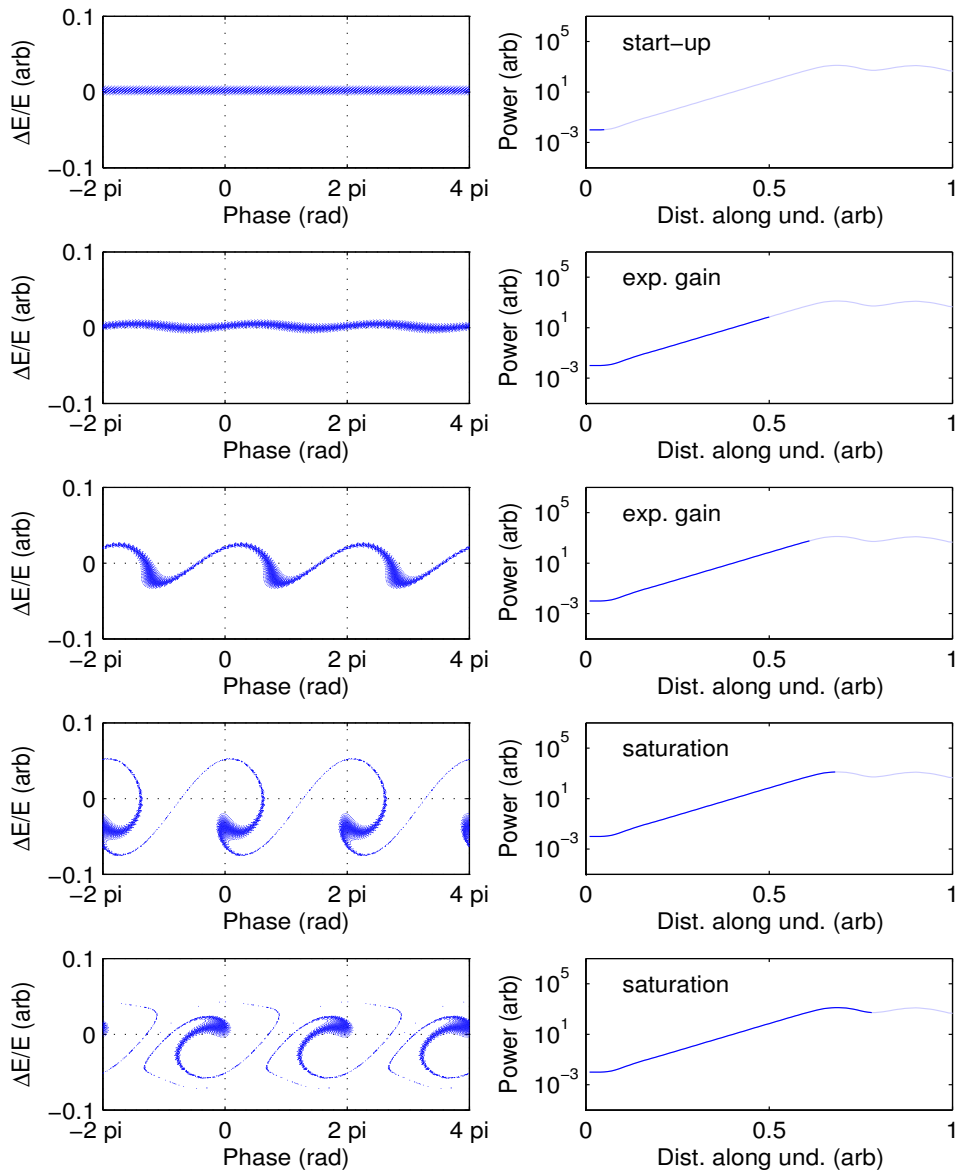 0.1
0
−0.1
ΔE/E (arb)
−2 pi
0
2 pi
4 pi
Phase (rad)
start−up
10^5
10^1
10^−3
Power (arb)
0
0.5
1
Dist. along und. (arb)
0.1
0
−0.1
ΔE/E (arb)
−2 pi
0
2 pi
4 pi
Phase (rad)
exp. gain
10^5
10^1
10^−3
Power (arb)
0
0.5
1
Dist. along und. (arb)
0.1
0
−0.1
ΔE/E (arb)
−2 pi
0
2 pi
4 pi
Phase (rad)
exp. gain
10^5
10^1
10^−3
Power (arb)
0
0.5
1
Dist. along und. (arb)
0.1
0
−0.1
ΔE/E (arb)
−2 pi
0
2 pi
4 pi
Phase (rad)
saturation
10^5
10^1
10^−3
Power (arb)
0
0.5
1
Dist. along und. (arb)
0.1
0
−0.1
ΔE/E (arb)
−2 pi
0
2 pi
4 pi
Phase (rad)
saturation
10^5
10^1
10^−3
Power (arb)
0
0.5
1
Dist. along und. (arb)